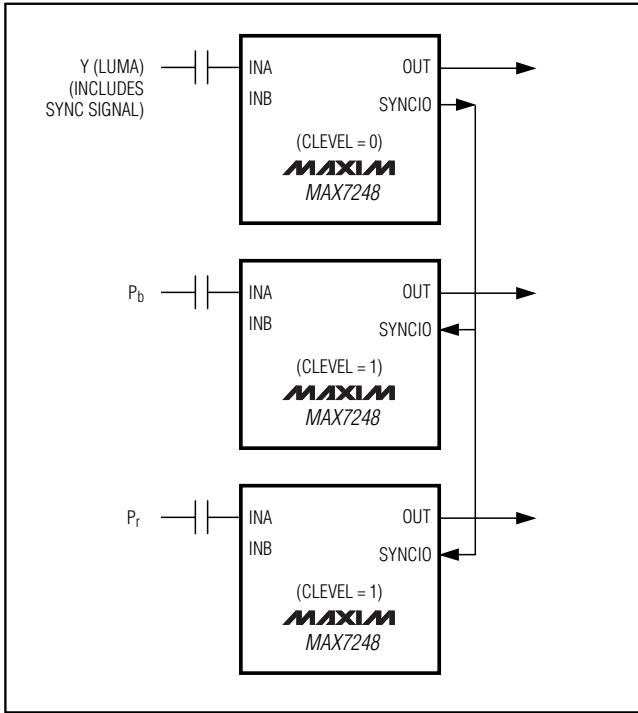 Y (LUMA)
(INCLUDES
SYNC SIGNAL)
INA
INB
OUT
SYNCIO
(CLEVEL = 0)
MAXIM
MAX7248
Pb
INA
INB
OUT
SYNCIO
(CLEVEL = 1)
MAXIM
MAX7248
Pr
INA
INB
OUT
SYNCIO
(CLEVEL = 1)
MAXIM
MAX7248